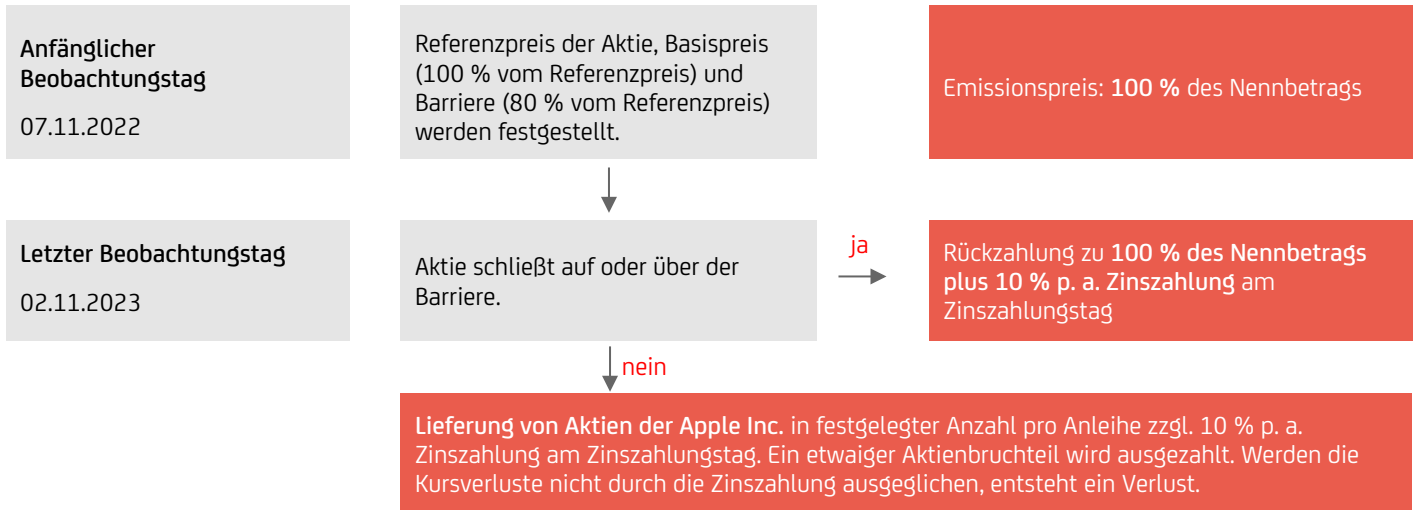 Anfänglicher
Beobachtungstag
07.11.2022
Referenzpreis der Aktie, Basispreis
(100 % vom Referenzpreis) und
Barriere (80 % vom Referenzpreis)
werden festgestellt.
Emissionspreis: 100 % des Nennbetrags
Letzter Beobachtungstag
02.11.2023
Aktie schließt auf oder über der
Barriere.
ja
Rückzahlung zu 100 % des Nennbetrags
plus 10 % p. a. Zinszahlung am
Zinszahlungstag
nein
Lieferung von Aktien der Apple Inc. in festgelegter Anzahl pro Anleihe zzgl. 10 % p. a.
Zinszahlung am Zinszahlungstag. Ein etwaiger Aktienbruchteil wird ausgezahlt. Werden die
Kursverluste nicht durch die Zinszahlung ausgeglichen, entsteht ein Verlust.